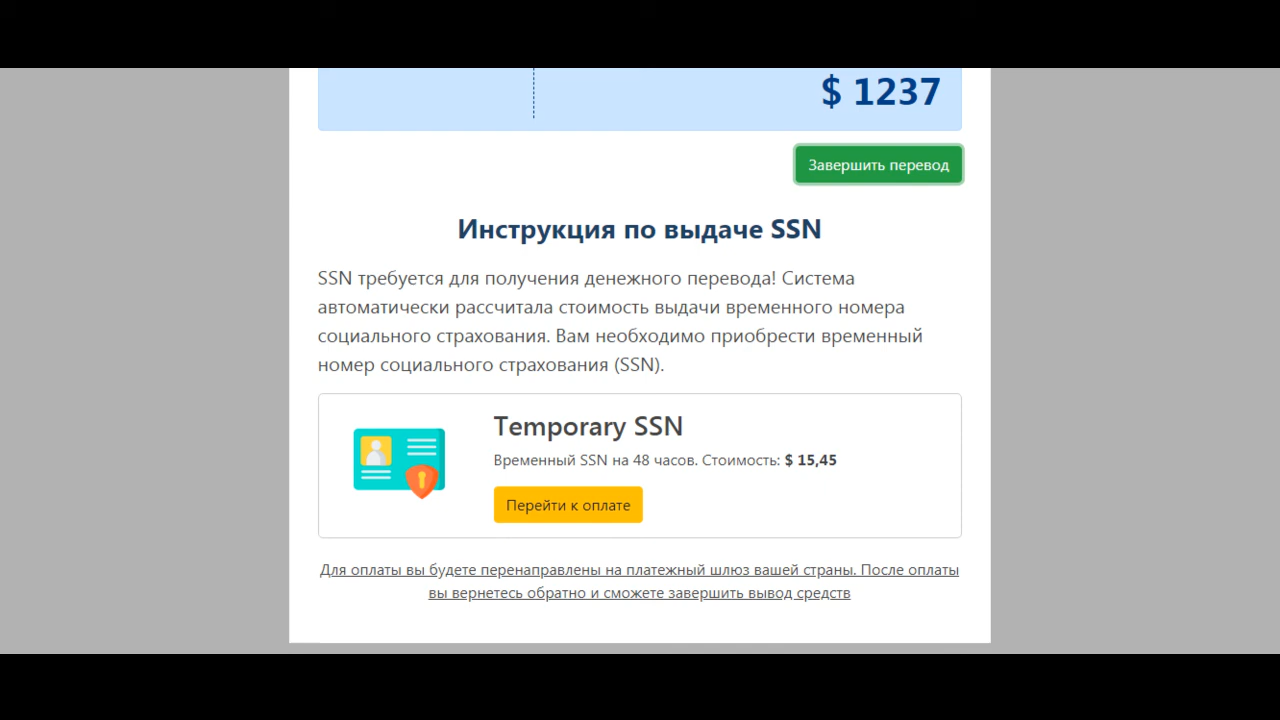 $ 1237
Завершить перевод
Инструкция по выдаче SSN
SSN требуется для получения денежного перевода! Система
автоматически рассчитала стоимость выдачи временного номера
социального страхования. Вам необходимо приобрести временный
номер социального страхования (SSN).
Temporary SSN
Временный SSN на 48 часов. Стоимость: $ 15,45
Перейти к оплате
Для оплаты вы будете перенаправлены на платежный шлюз вашей страны. После оплаты
вы вернетесь обратно и сможете завершить вывод средств